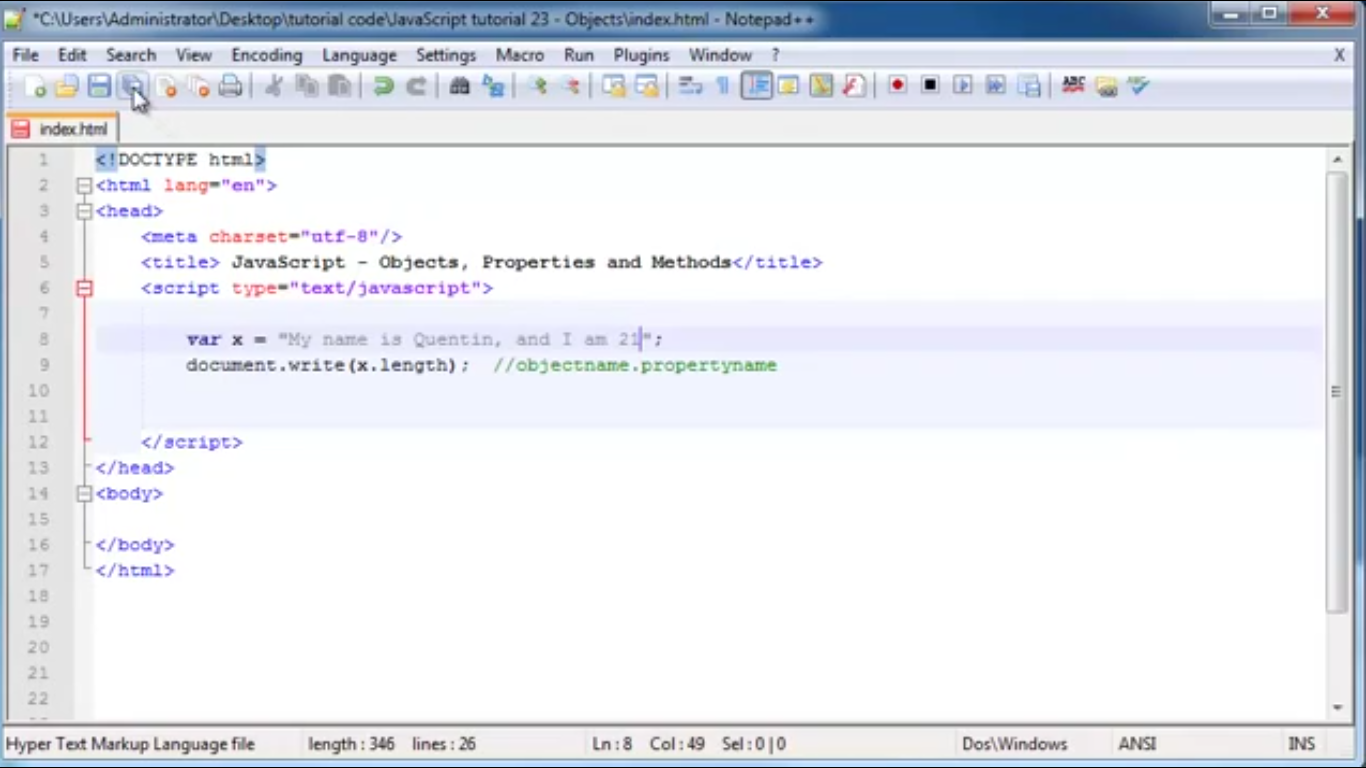 *C:\Users\Administrator\Desktop\tutorial code\JavaScript tutorial 23 - Objects\index.html - Notepad++
File Edit Search View Encoding Language Settings Macro Run Plugins Window ? X
ABC
index.html
1 <!DOCTYPE html>
2 <html lang="en">
3 <head>
4 <meta charset="utf-8"/>
5 <title> JavaScript - Objects, Properties and Methods</title>
6 <script type="text/javascript">
7
8 var x = "My name is Quentin, and I am 21";
9 document.write(x.length); //objectname.propertyname
10
11
12 </script>
13 </head>
14 <body>
15
16 </body>
17 </html>
18
19
20
21
22
Hyper Text Markup Language file length : 346 lines : 26 Ln : 8 Col : 49 Sel : 0 | 0 Dos\Windows ANSI INS